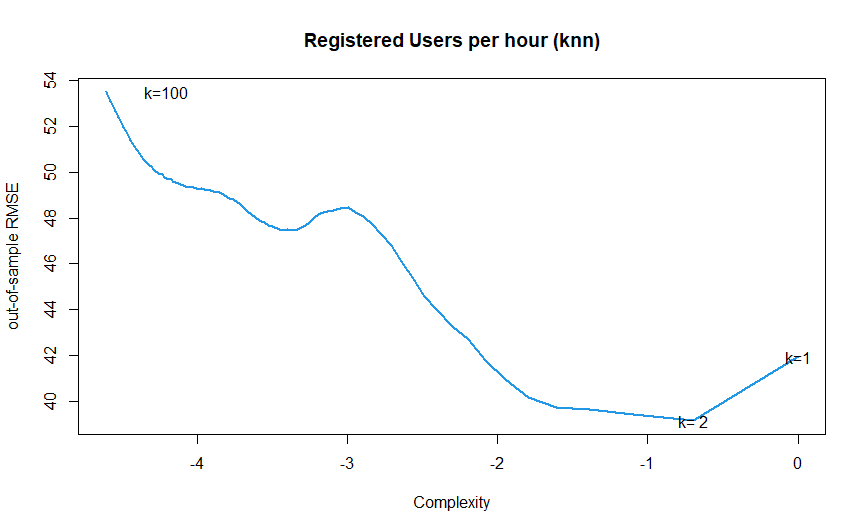 Registered Users per hour (knn)
54
52
50
48
46
44
42
40
out-of-sample RMSE
k=100
k=1
k= 2
-4
-3
-2
-1
0
Complexity